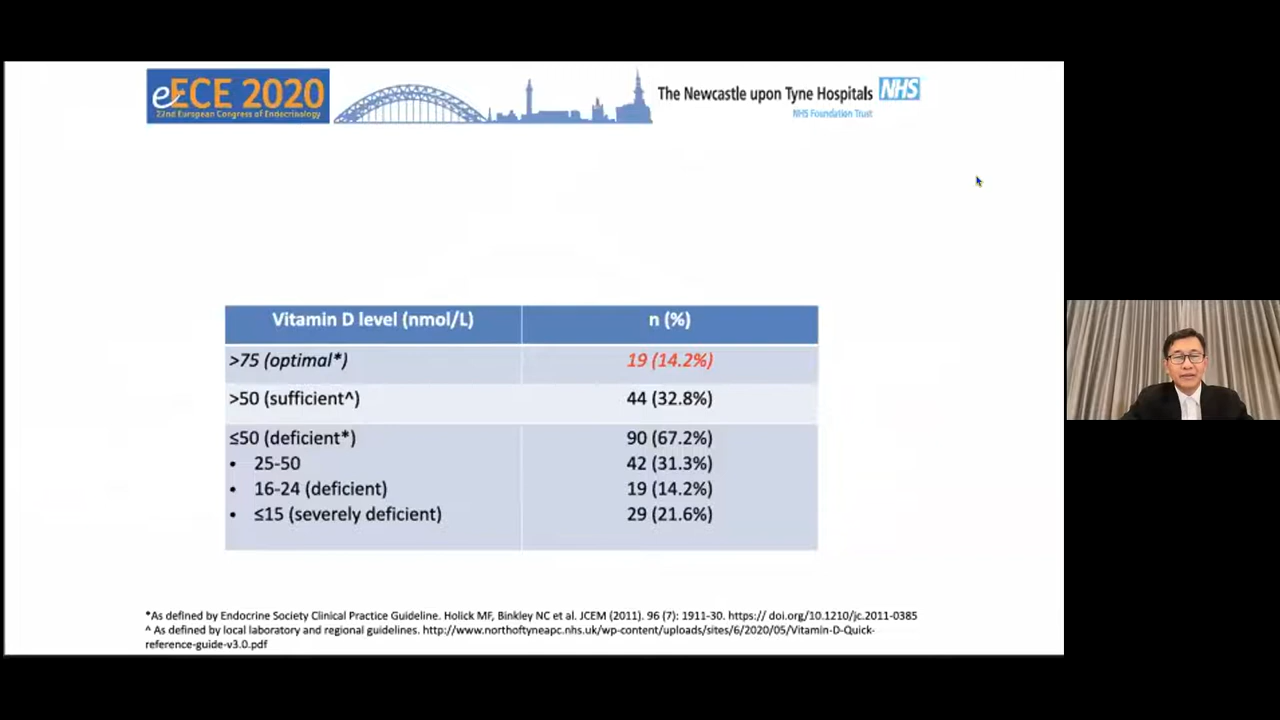 eECE 2020
22nd European Congress of Endocrinology
The Newcastle upon Tyne Hospitals NHS
NHS Foundation Trust
Vitamin D level (nmol/L) n (%)
>75 (optimal*) 19 (14.2%)
>50 (sufficient^) 44 (32.8%)
≤50 (deficient*) 90 (67.2%)
• 25-50 42 (31.3%)
• 16-24 (deficient) 19 (14.2%)
• ≤15 (severely deficient) 29 (21.6%)
*As defined by Endocrine Society Clinical Practice Guideline. Holick MF, Binkley NC et al. JCEM (2011). 96 (7): 1911-30. https:// doi.org/10.1210/jc.2011-0385
^ As defined by local laboratory and regional guidelines. http://www.northoftyneapc.nhs.uk/wp-content/uploads/sites/6/2020/05/Vitamin-D-Quick-
reference-guide-v3.0.pdf